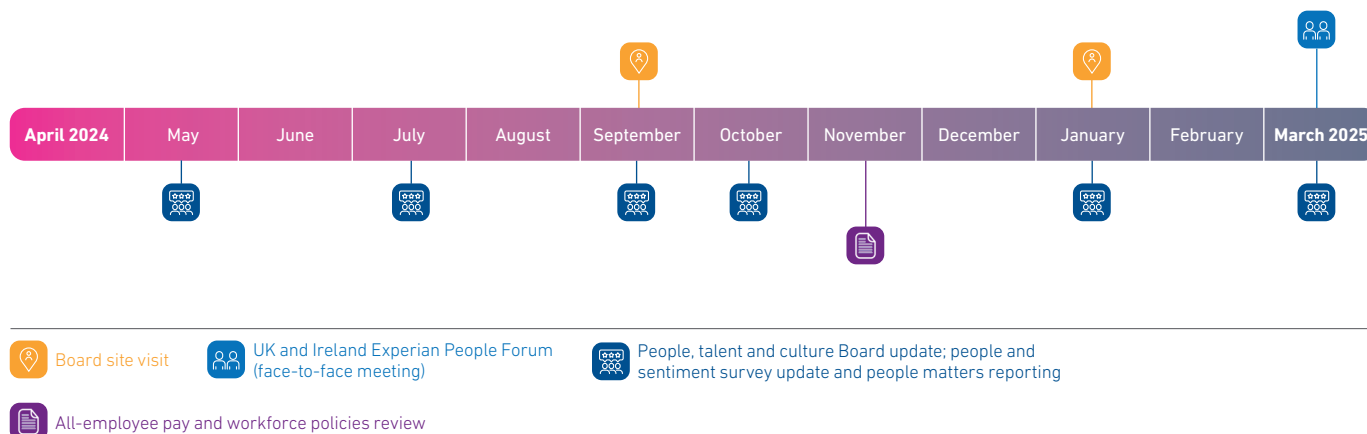 April 2024 May June July August September October November December January February March 2025
Board site visit
UK and Ireland Experian People Forum
(face-to-face meeting)
People, talent and culture Board update; people and
sentiment survey update and people matters reporting
All-employee pay and workforce policies review